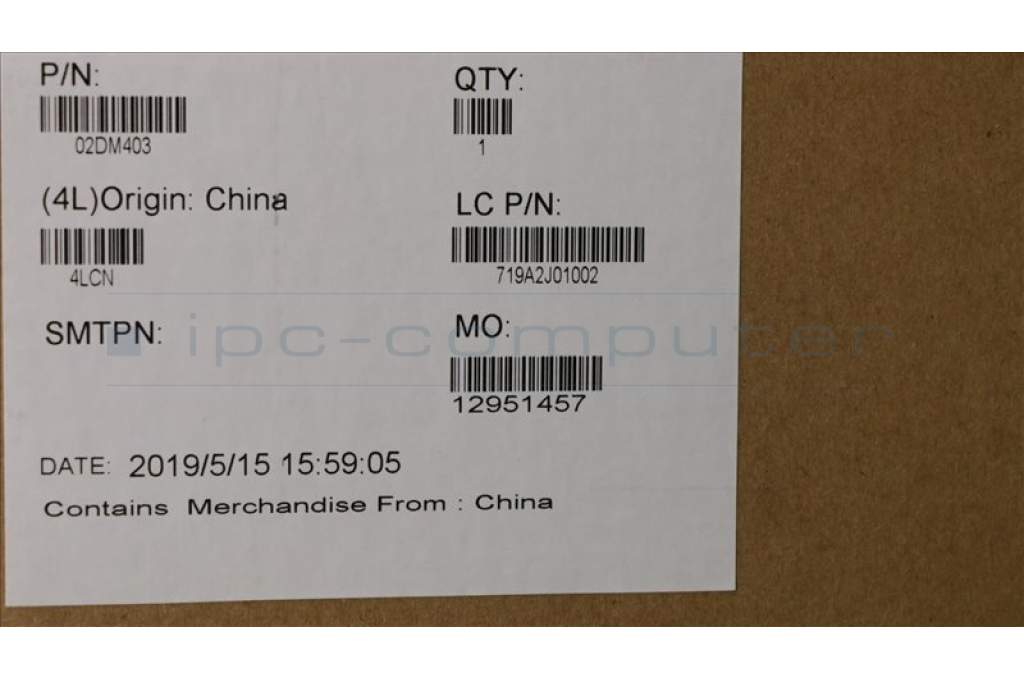 P/N:
02DM403
QTY:
1
(4L)Origin: China
4LCN
LC P/N:
719A2J01002
SMTPN:
MO:
12951457
ipc-computer
DATE: 2019/5/15 15:59:05
Contains Merchandise From : China